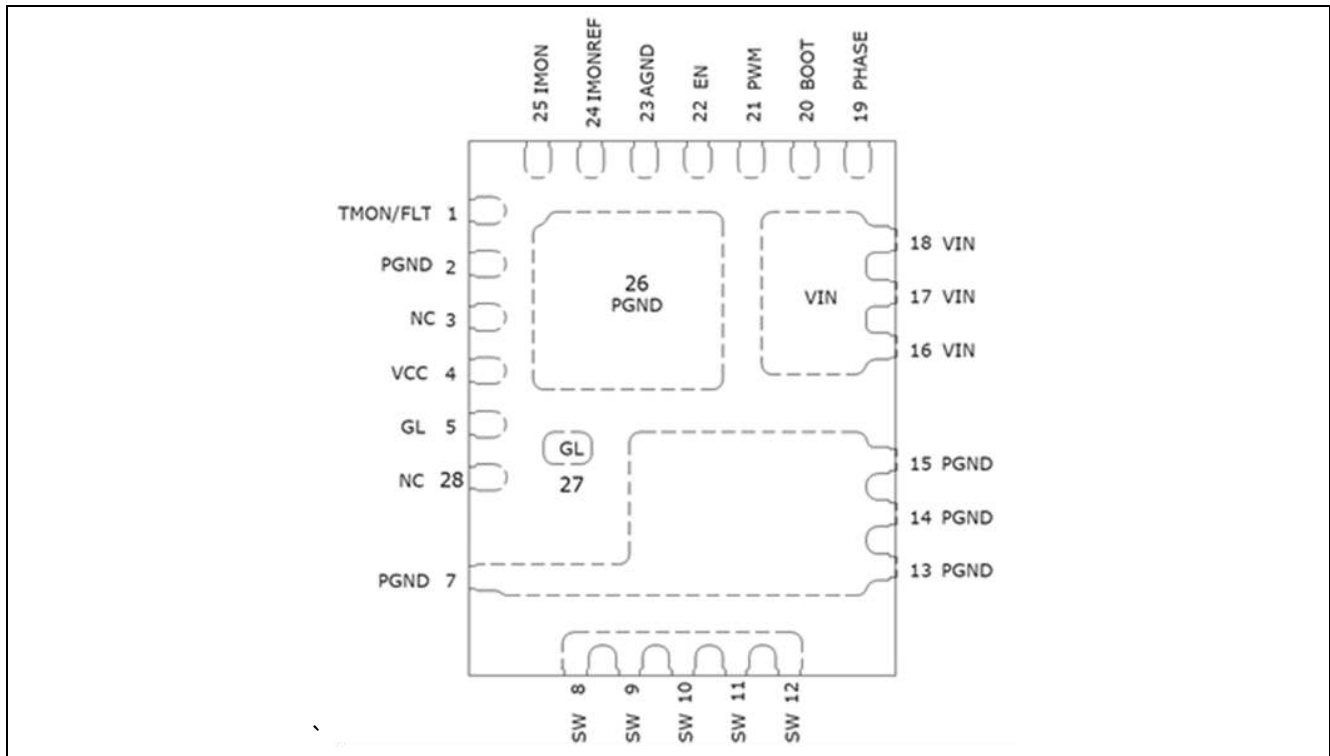 25 IMON
24 IMONREF
23 AGND
22 EN
21 PWM
20 BOOT
19 PHASE
TMON/FLT 1
PGND 2
NC 3
VCC 4
GL 5
NC 28
PGND 7
26
PGND
VIN
18 VIN
17 VIN
16 VIN
GL
27
15 PGND
14 PGND
13 PGND
SW 8
SW 9
SW 10
SW 11
SW 12
`